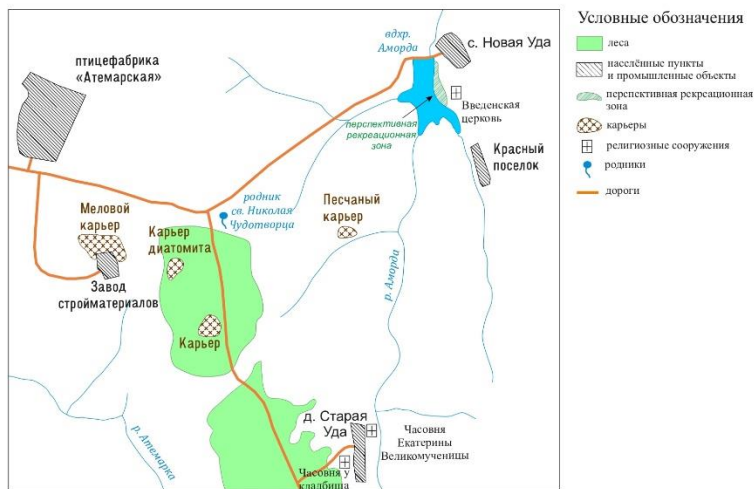 вдхр.
Аморда
с. Новая Уда
птицефабрика
«Атемарская»
Введенская
церковь
перспективная
рекреационная
зона
Красный
поселок
родник
св. Николая
Чудотворца
Песчаный
карьер
Меловой
карьер
Карьер
диатомита
Завод
стройматериалов
р. Аморда
Карьер
д. Старая
Уда
р. Атемарка
Часовня
Екатерины
Великомученицы
Часовня у
кладбища
Условные обозначения
леса
населённые пункты
и промышленные объекты
перспективная рекреационная
зона
карьеры
религиозные сооружения
родники
дороги